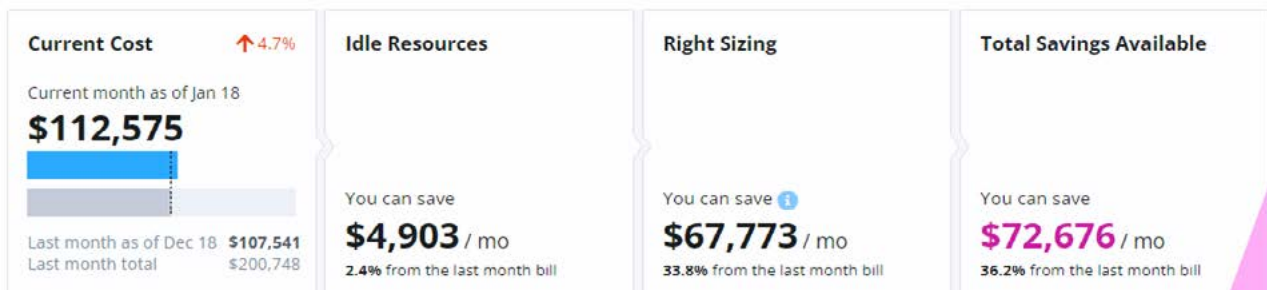 Current Cost
4.7%
Current month as of Jan 18
$112,575
Last month as of Dec 18 $107,541
Last month total $200,748
Idle Resources
You can save
$4,903 / mo
2.4% from the last month bill
Right Sizing
You can save i
$67,773 / mo
33.8% from the last month bill
Total Savings Available
You can save
$72,676 / mo
36.2% from the last month bill